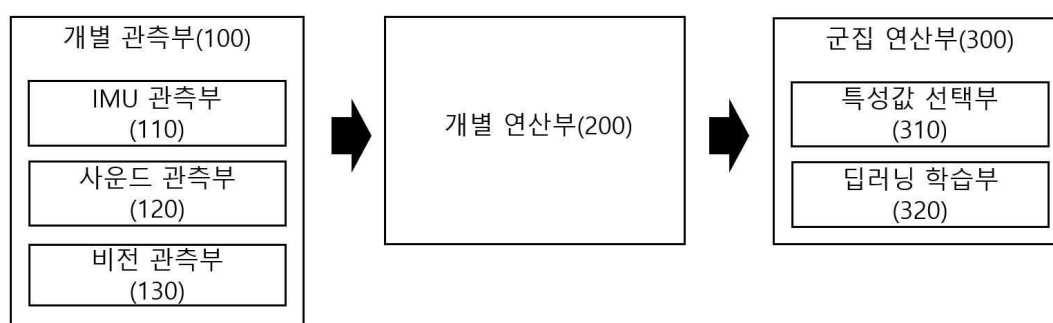 개별 관측부(100)
IMU 관측부
(110)
사운드 관측부
(120)
비전 관측부
(130)
개별 연산부(200)
군집 연산부(300)
특성값 선택부
(310)
딥러닝 학습부
(320)